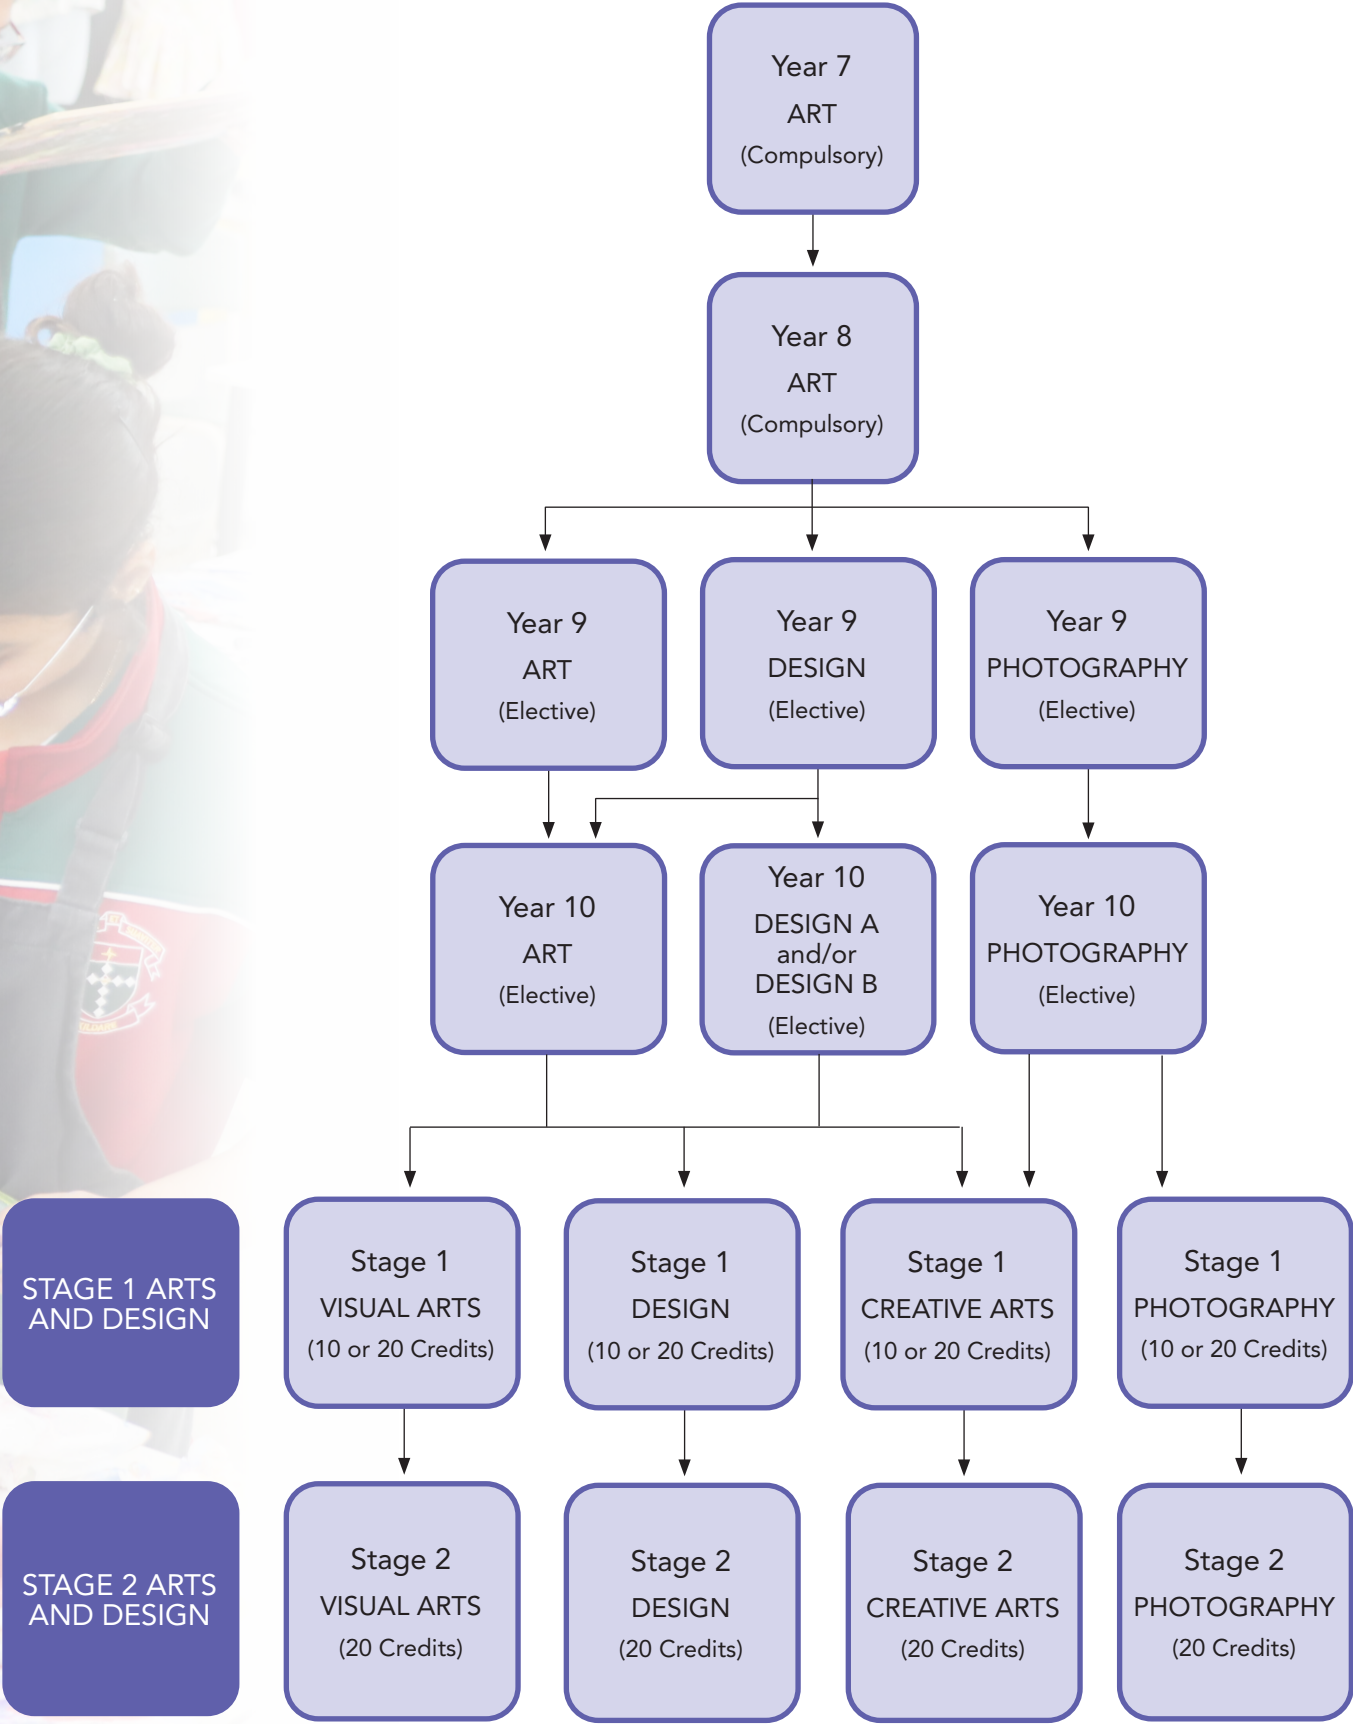 Year 7
ART
(Compulsory)
Year 8
ART
(Compulsory)
Year 9
ART
(Elective)
Year 9
DESIGN
(Elective)
Year 9
PHOTOGRAPHY
(Elective)
Year 10
ART
(Elective)
Year 10
DESIGN A
and/or
DESIGN B
(Elective)
Year 10
PHOTOGRAPHY
(Elective)
STAGE 1 ARTS
AND DESIGN
Stage 1
VISUAL ARTS
(10 or 20 Credits)
Stage 1
DESIGN
(10 or 20 Credits)
Stage 1
CREATIVE ARTS
(10 or 20 Credits)
Stage 1
PHOTOGRAPHY
(10 or 20 Credits)
STAGE 2 ARTS
AND DESIGN
Stage 2
VISUAL ARTS
(20 Credits)
Stage 2
DESIGN
(20 Credits)
Stage 2
CREATIVE ARTS
(20 Credits)
Stage 2
PHOTOGRAPHY
(20 Credits)